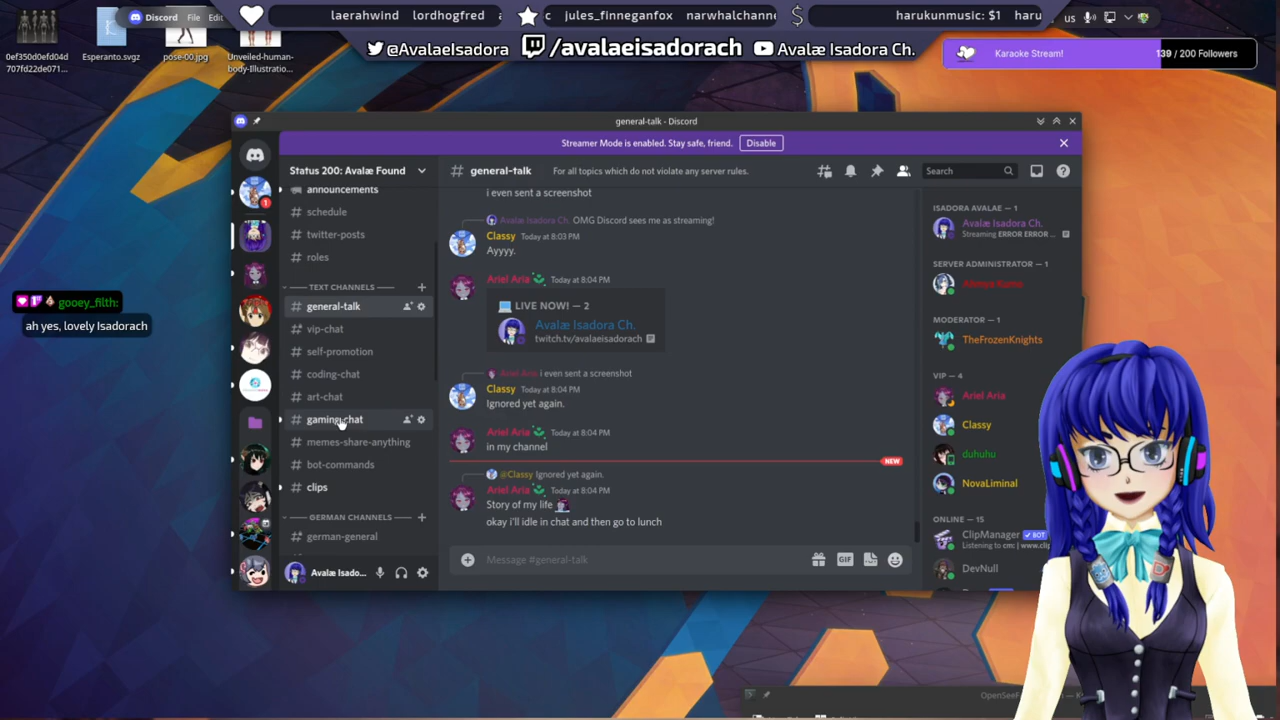 Discord File Edit
laerahwind lordhogfred
jules_finneganfox narwhalchann
harukunmusic: $1 haru
us
@AvalaeIsadora /avalaeisadorach Avalæ Isadora Ch.
Karaoke Stream! 139 / 200 Followers
0ef350d0efd04d
707fd22de071...
Esperanto.svgz
pose-00.jpg
Unveiled-human-
body-Illustratio...
general-talk - Discord
Streamer Mode is enabled. Stay safe, friend. Disable
Status 200: Avalæ Found
announcements
schedule
twitter-posts
roles
TEXT CHANNELS
general-talk
vip-chat
self-promotion
coding-chat
art-chat
gaming-chat
memes-share-anything
bot-commands
clips
GERMAN CHANNELS
german-general
Avalæ Isado...
# general-talk For all topics which do not violate any server rules. Search
i even sent a screenshot
Avalæ Isadora Ch. OMG Discord sees me as streaming!
Classy Today at 8:03 PM
Ayyyy.
Ariel Aria Today at 8:04 PM
LIVE NOW! — 2
Avalæ Isadora Ch.
twitch.tv/avalaeisadorach
Ariel Aria i even sent a screenshot
Classy Today at 8:04 PM
Ignored yet again.
Ariel Aria Today at 8:04 PM
in my channel
NEW
@Classy Ignored yet again.
Ariel Aria Today at 8:04 PM
Story of my life
okay i'll idle in chat and then go to lunch
Message #general-talk
GIF
ISADORA AVALAE — 1
Avalæ Isadora Ch.
Streaming ERROR ERROR ...
SERVER ADMINISTRATOR — 1
MODERATOR — 1
TheFrozenKnights
VIP — 4
Ariel Aria
Classy
duhuhu
NovaLiminal
ONLINE — 15
ClipManager BOT
Listening to
DevNull
gooey_filth:
ah yes, lovely Isadorach